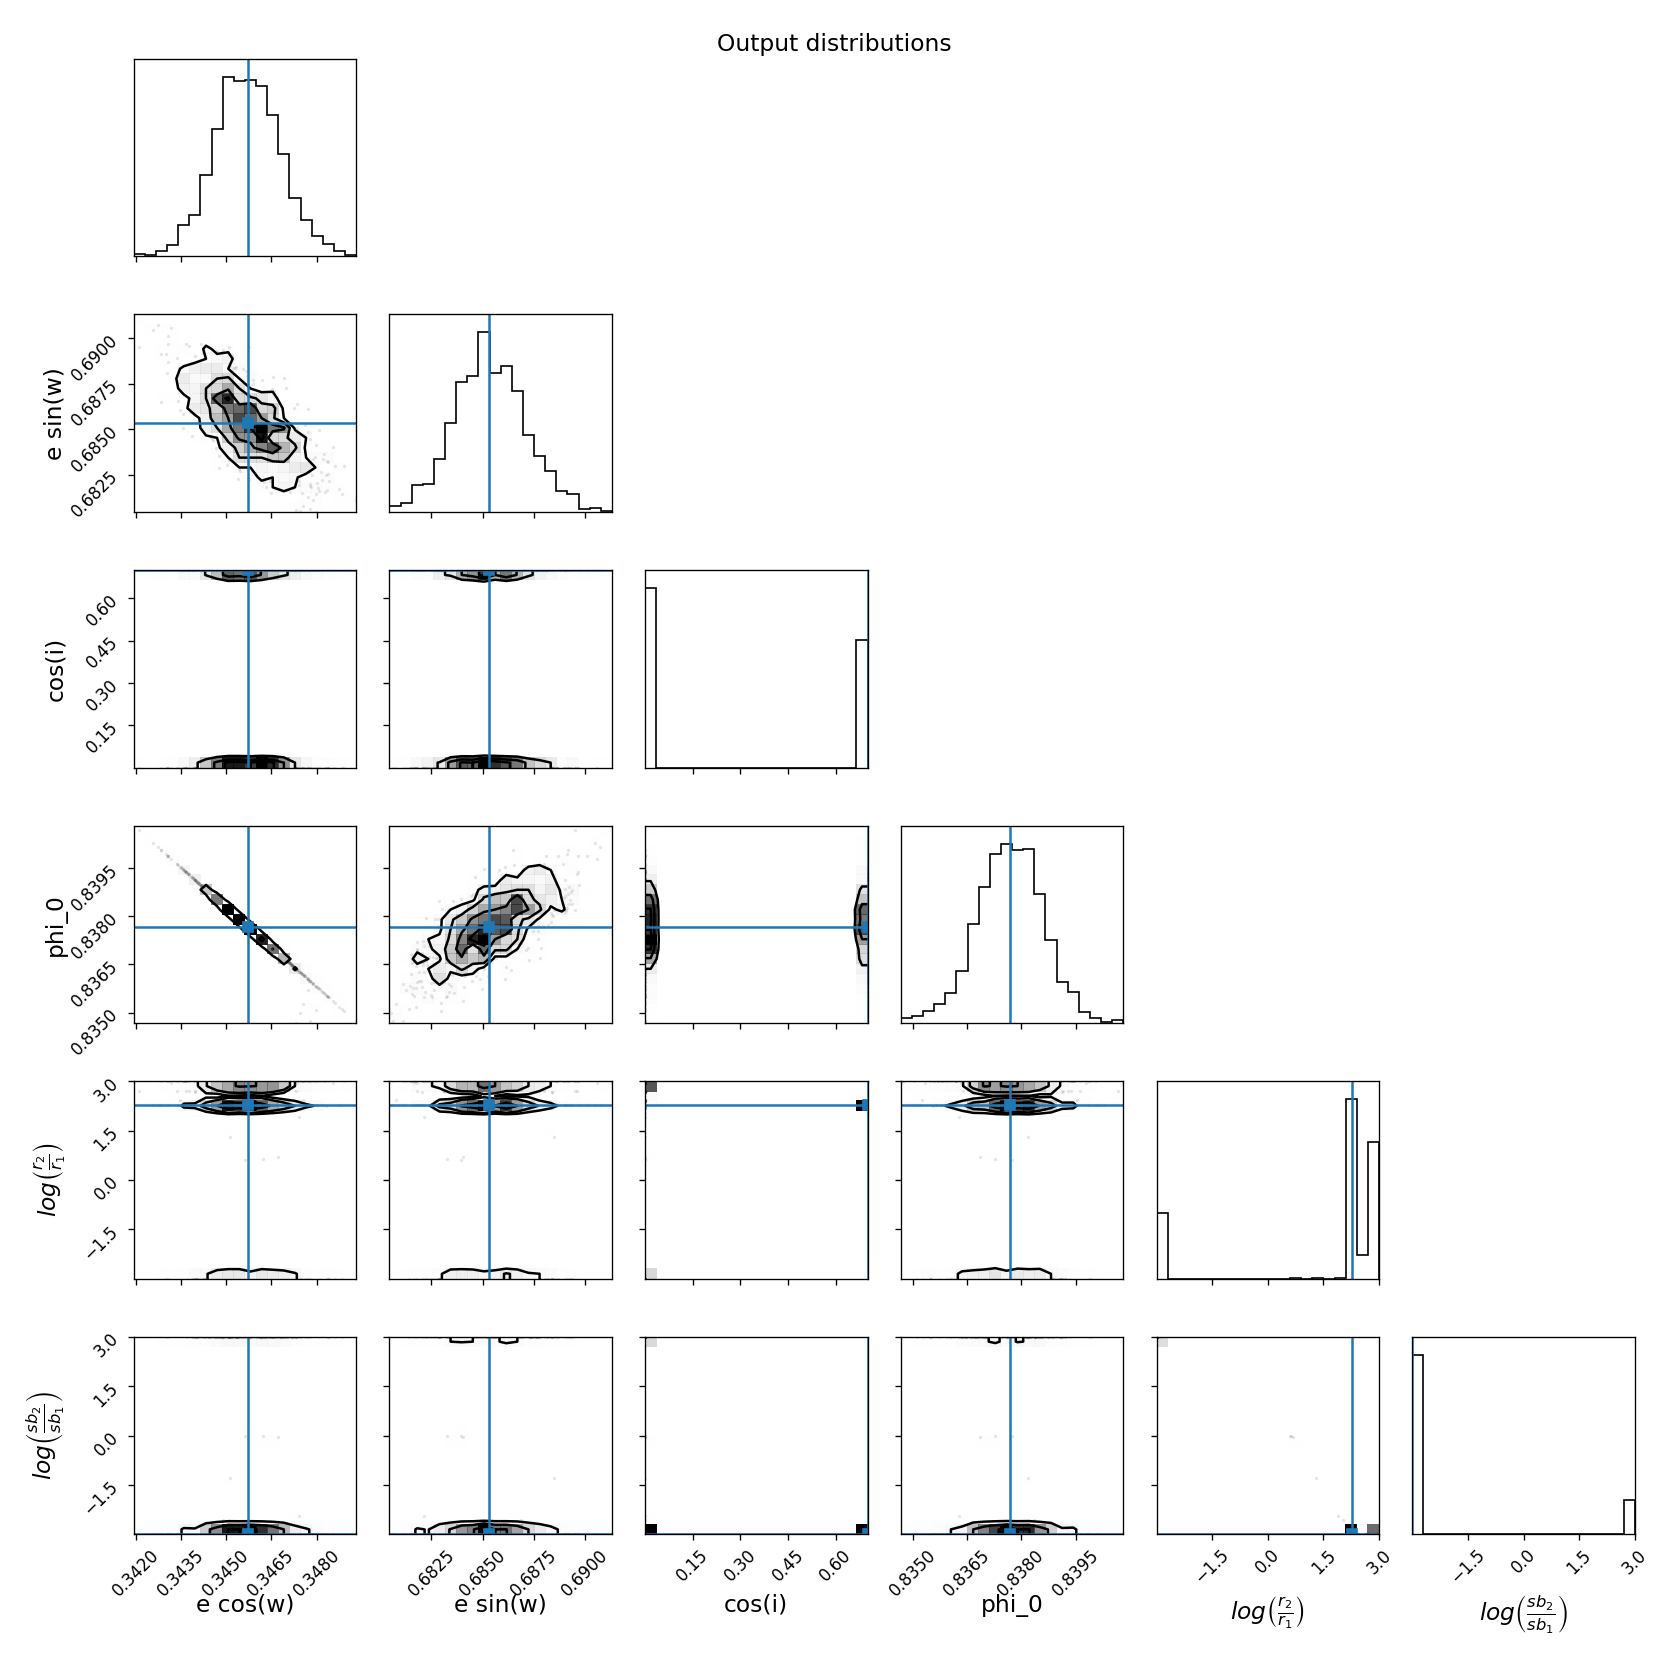 Output distributions
e sin(w)
0.6900
0.6875
0.6850
0.6825
cos(i)
0.60
0.45
0.30
0.15
phi_0
0.8395
0.8380
0.8365
0.8350
log(r2/r1)
3.0
1.5
0.0
−1.5
log(sb2/sb1)
3.0
1.5
0.0
−1.5
0.3420 0.3435 0.3450 0.3465 0.3480
e cos(w)
0.6825 0.6850 0.6875 0.6900
e sin(w)
0.15 0.30 0.45 0.60
cos(i)
0.8350 0.8365 0.8380 0.8395
phi_0
−1.5 0.0 1.5 3.0
log(r2/r1)
−1.5 0.0 1.5 3.0
log(sb2/sb1)